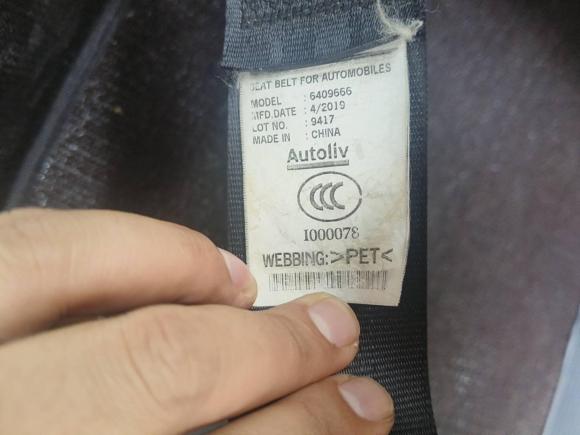 SEAT BELT FOR AUTOMOBILES
MODEL : 6409666
MFD.DATE : 4/2019
LOT NO. : 9417
MADE IN : CHINA
Autoliv
CCC
I000078
WEBBING:>PET<